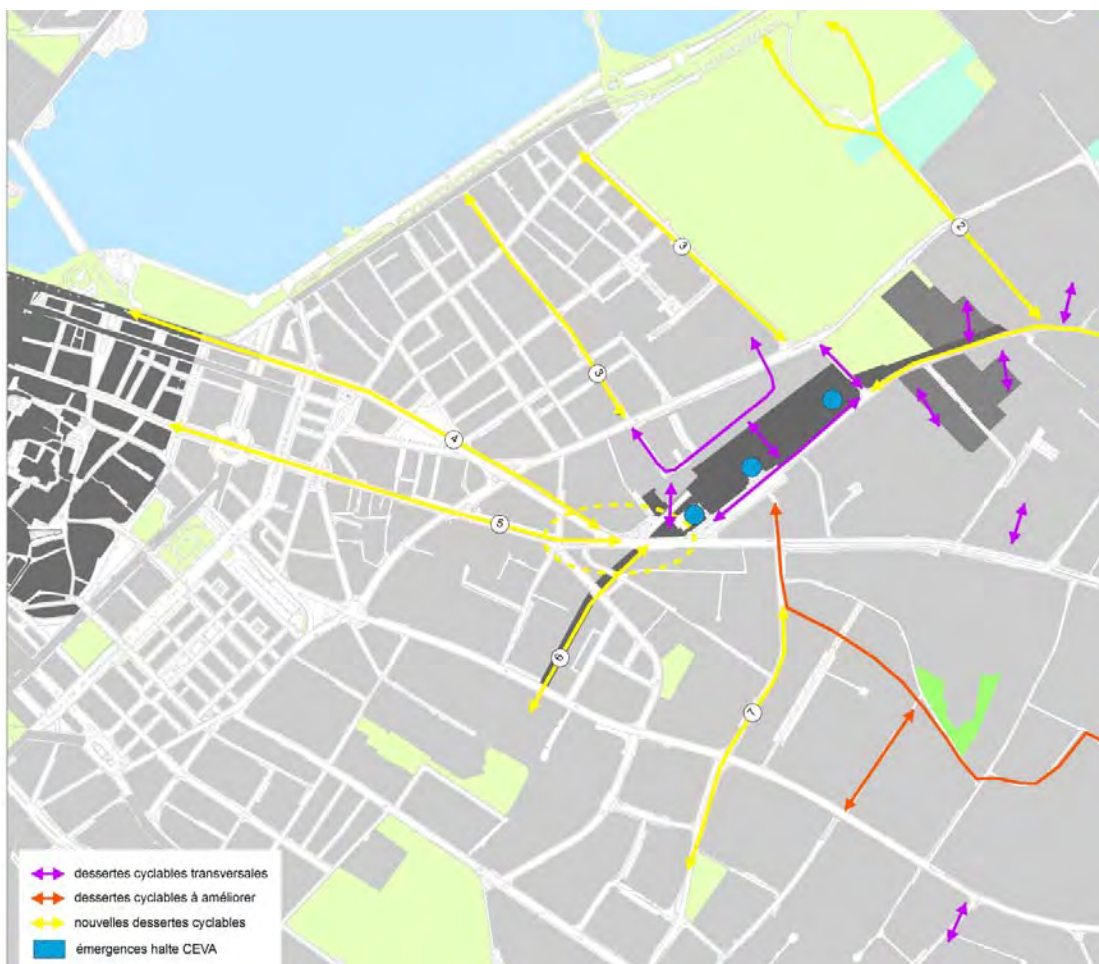 2
3
3
4
5
6
7
dessertes cyclables transversales
dessertes cyclables à améliorer
nouvelles dessertes cyclables
émergences halte CEVA